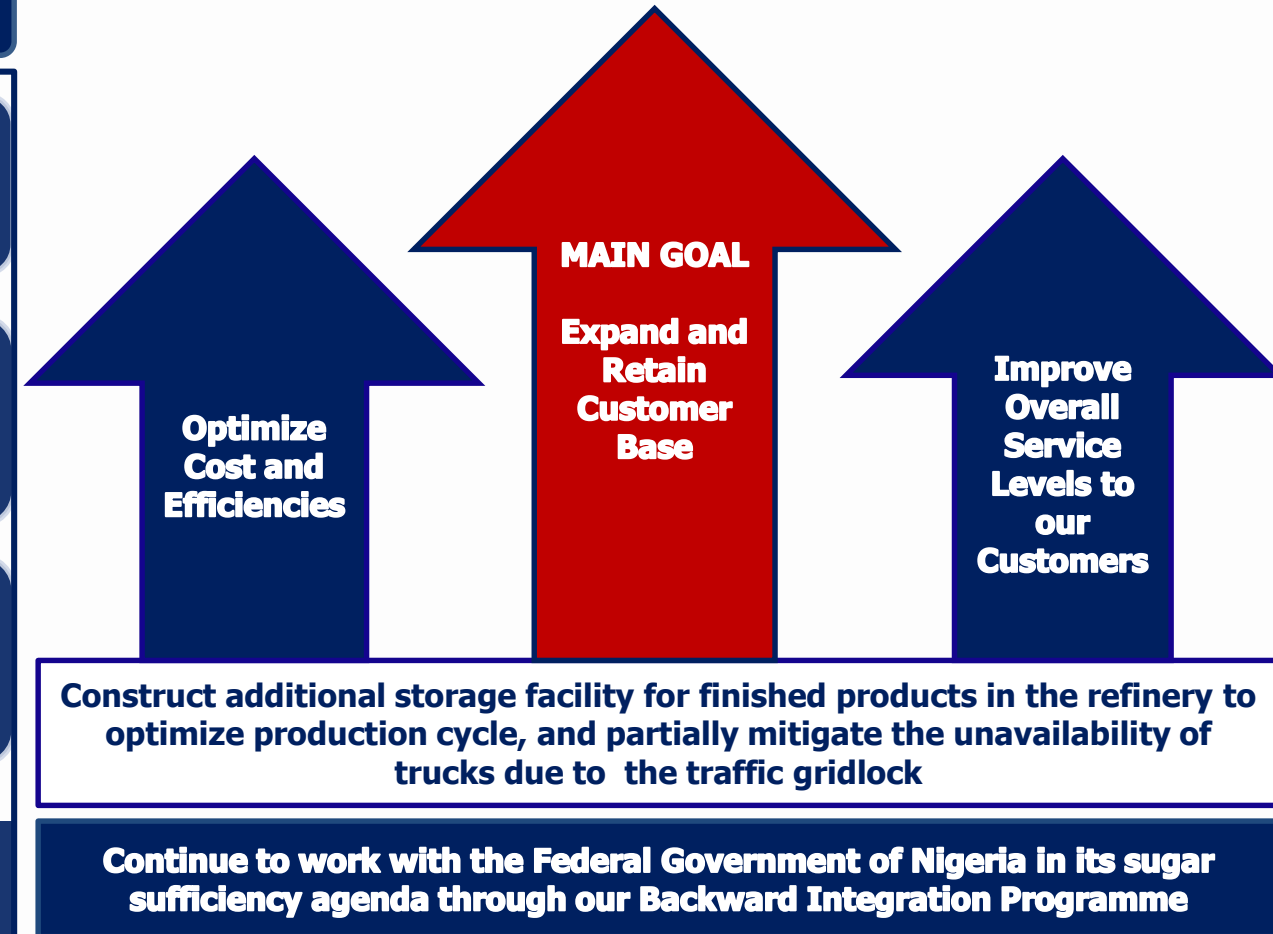 MAIN GOAL
Expand and
Retain
Customer
Base
Optimize
Cost and
Efficiencies
Improve
Overall
Service
Levels to
our
Customers
Construct additional storage facility for finished products in the refinery to
optimize production cycle, and partially mitigate the unavailability of
trucks due to the traffic gridlock
Continue to work with the Federal Government of Nigeria in its sugar
sufficiency agenda through our Backward Integration Programme